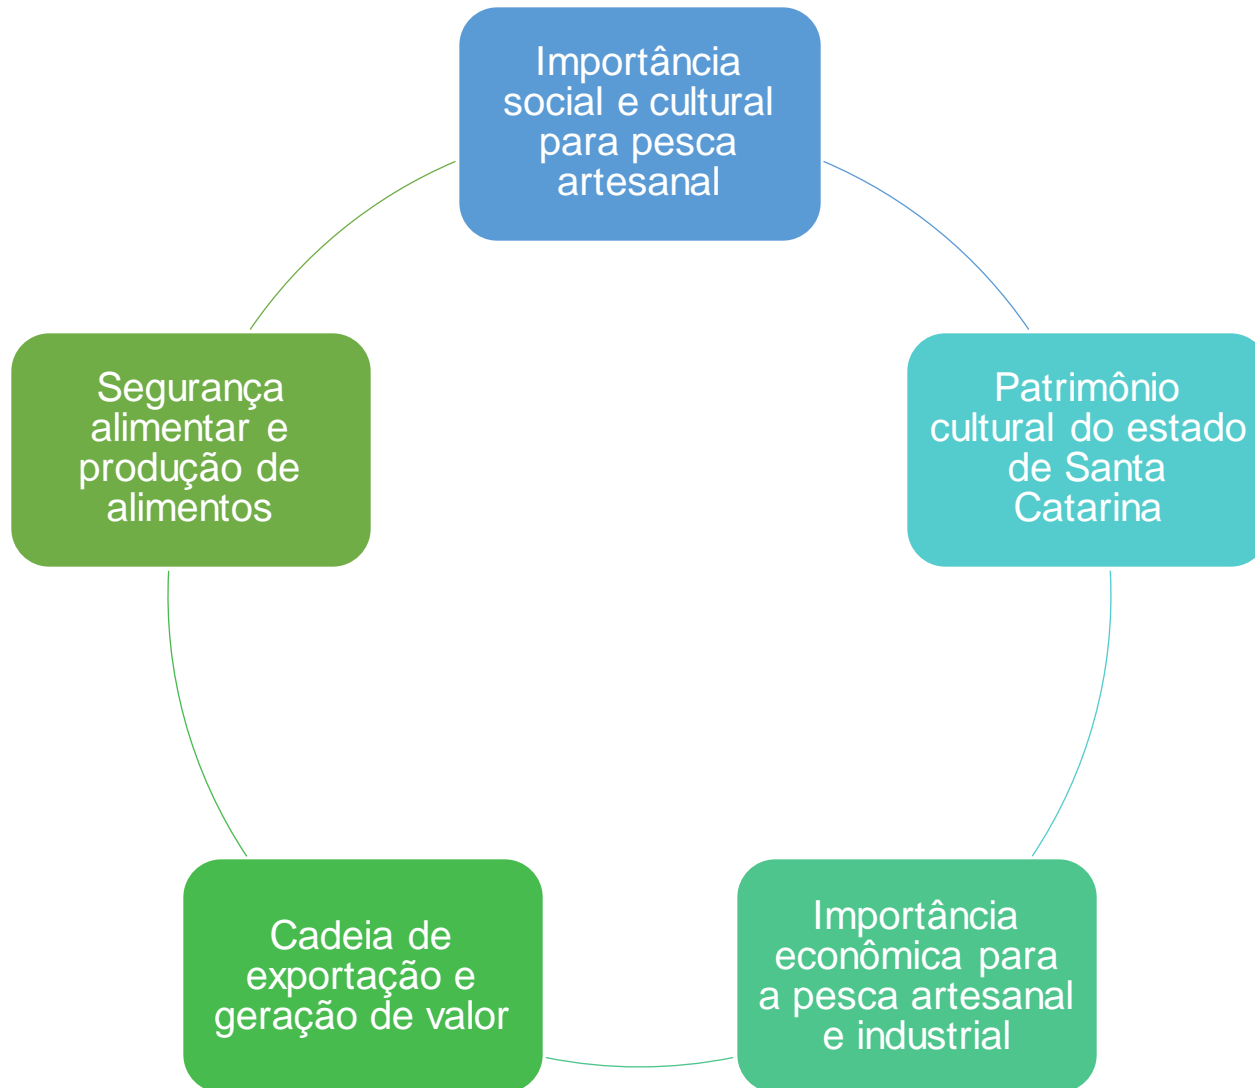 Importância
social e cultural
para pesca
artesanal
Patrimônio
cultural do estado
de Santa
Catarina
Importância
econômica para
a pesca artesanal
e industrial
Cadeia de
exportação e
geração de valor
Segurança
alimentar e
produção de
alimentos